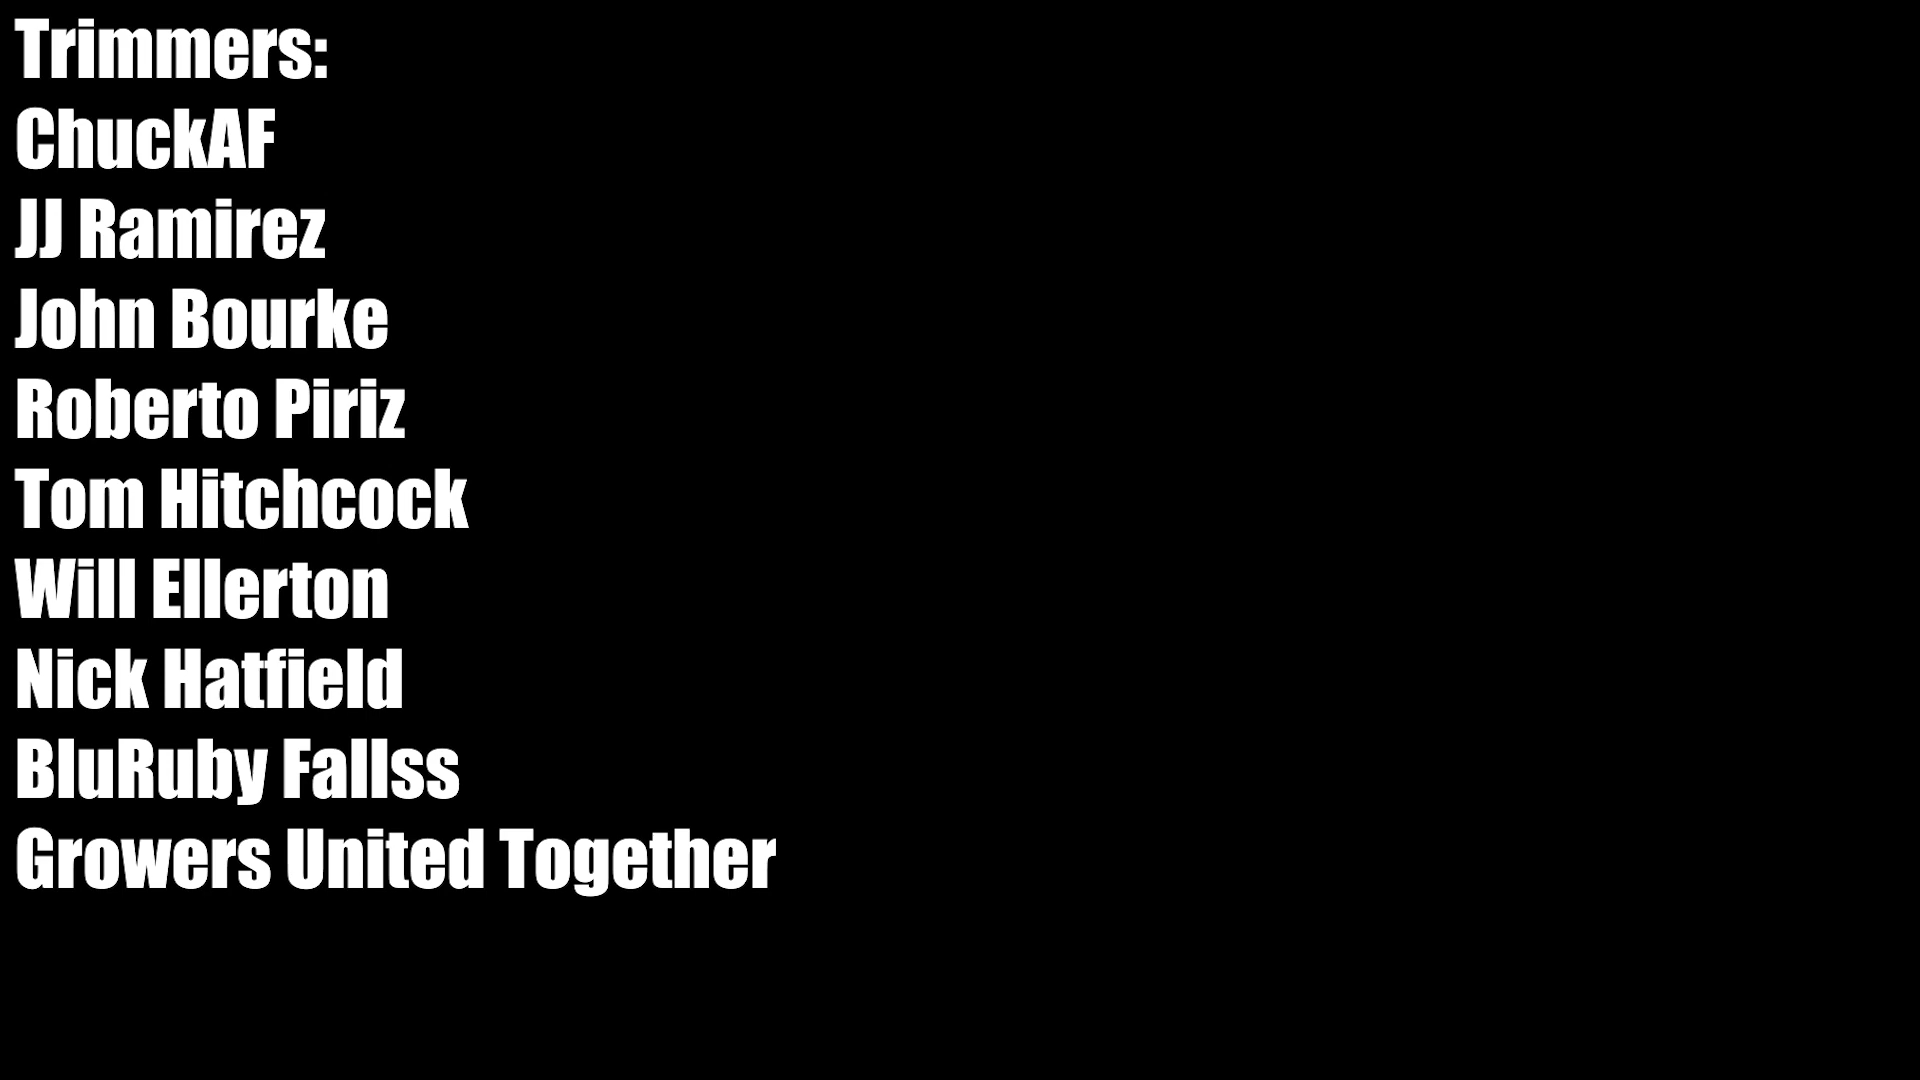 Trimmers:
ChuckAF
JJ Ramirez
John Bourke
Roberto Piriz
Tom Hitchcock
Will Ellerton
Nick Hatfield
BluRuby Fallss
Growers United Together